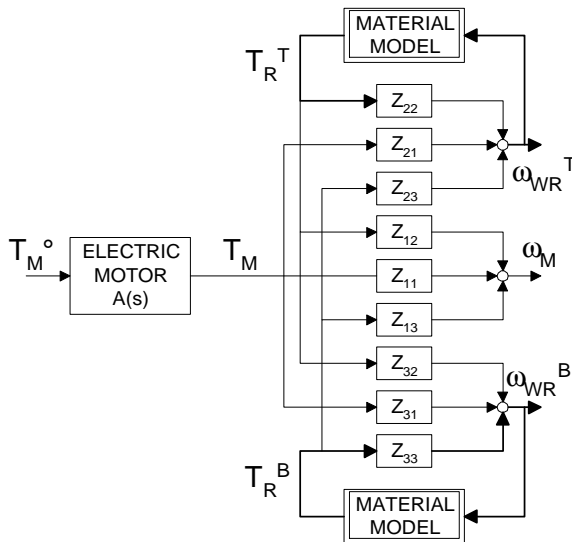 MATERIAL
MODEL
T_R^T
Z_22
Z_21
Z_23
ω_WR^T
Z_12
T_M°
ELECTRIC
MOTOR
A(s)
T_M
Z_11
ω_M
Z_13
Z_32
ω_WR^B
Z_31
Z_33
T_R^B
MATERIAL
MODEL